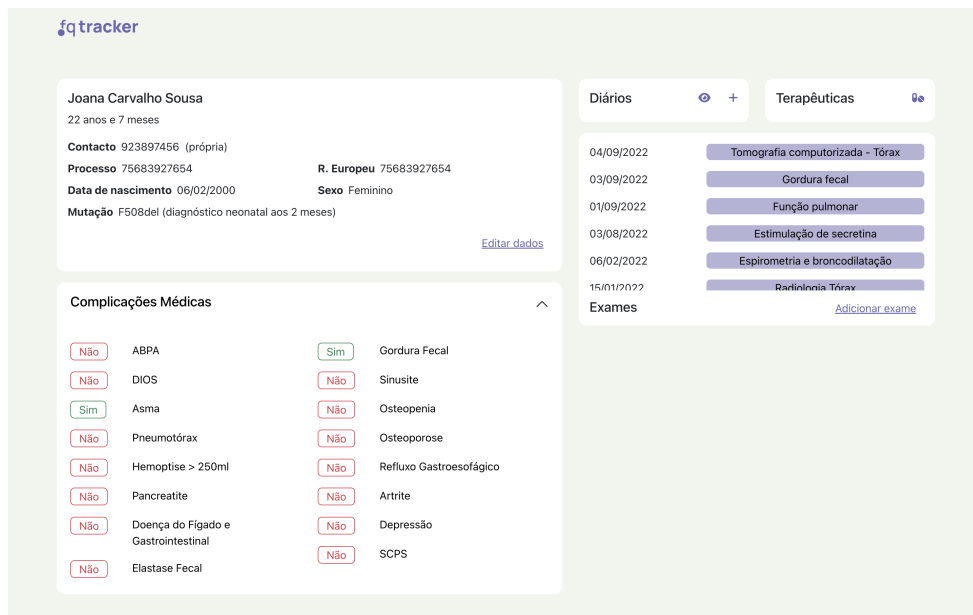 fq tracker
Joana Carvalho Sousa
22 anos e 7 meses
Contacto 923897456 (própria)
Processo 75683927654 R. Europeu 75683927654
Data de nascimento 06/02/2000 Sexo Feminino
Mutação F508del (diagnóstico neonatal aos 2 meses)
Editar dados
Complicações Médicas
Não ABPA Sim Gordura Fecal
Não DIOS Não Sinusite
Sim Asma Não Osteopenia
Não Pneumotórax Não Osteoporose
Não Hemoptise > 250ml Não Refluxo Gastroesofágico
Não Pancreatite Não Artrite
Não Doença do Fígado e Não Depressão
Gastrointestinal
Não SCPS
Não Elastase Fecal
Diários +
Terapêuticas
04/09/2022 Tomografia computorizada - Tórax
03/09/2022 Gordura fecal
01/09/2022 Função pulmonar
03/08/2022 Estimulação de secretina
06/02/2022 Espirometria e broncodilatação
15/01/2022 Radiologia Tórax
Exames Adicionar exame